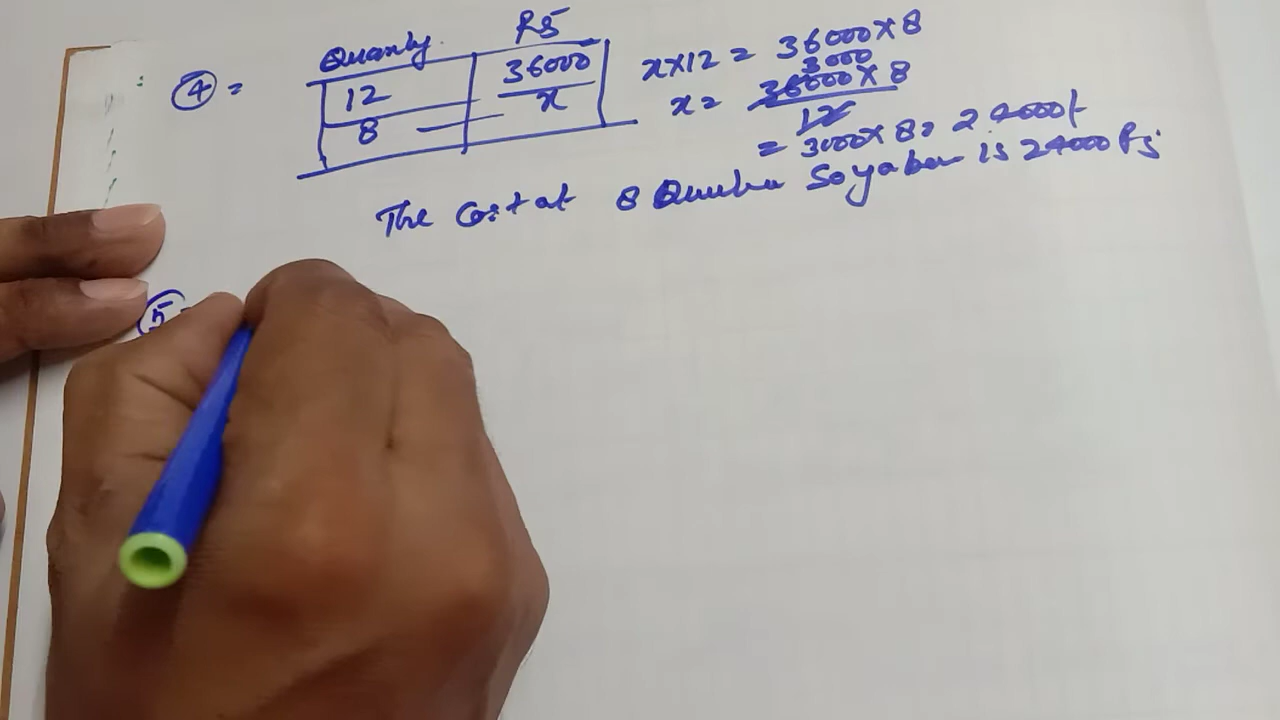 Quanty. Rs
④ = 12 36000 x×12 = 36000×8
8 x x = 36000×8
3000
12
= 3000×8= 24000/-
The Cost at 8 Soyabean is 24000 Rs
⑤ =